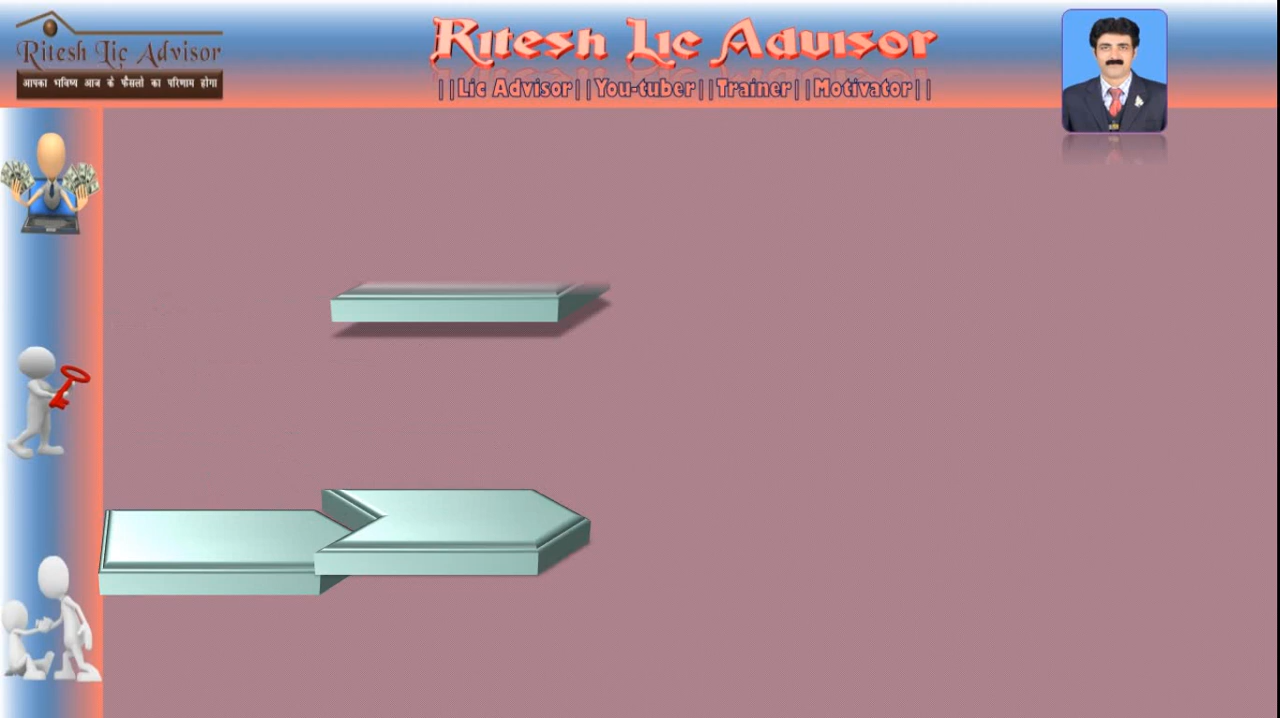 Ritesh Lic Advisor
आपका भविष्य आज के फैसलो का परिणाम होगा
Ritesh Lic Advisor
||Lic Advisor||You-tuber||Trainer||Motivator||